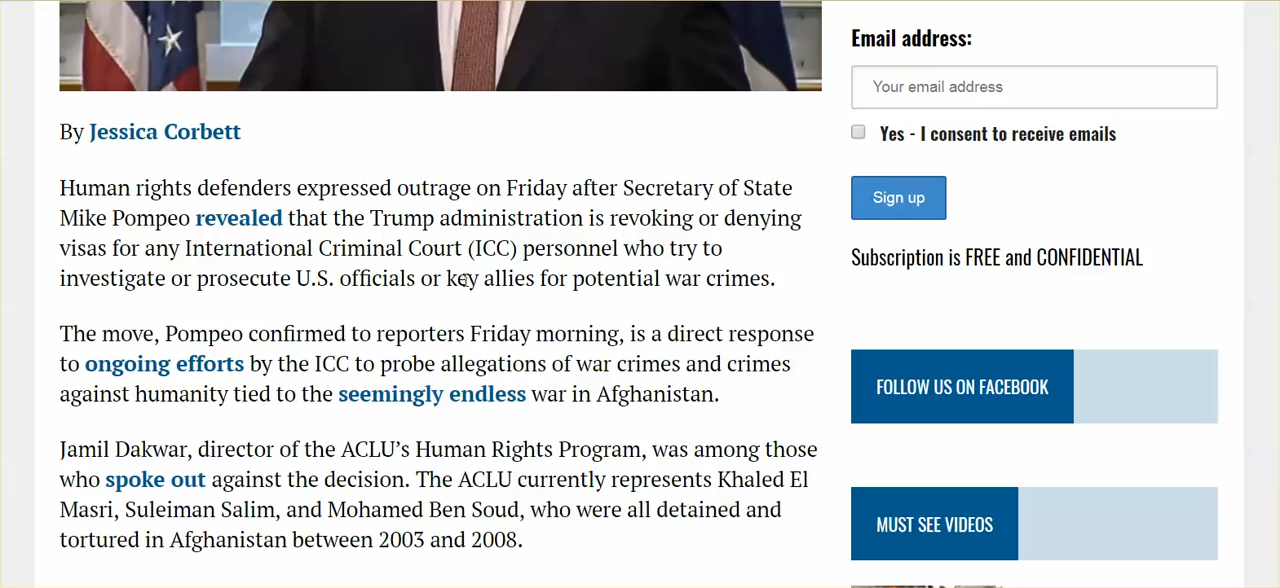 By Jessica Corbett
Human rights defenders expressed outrage on Friday after Secretary of State
Mike Pompeo revealed that the Trump administration is revoking or denying
visas for any International Criminal Court (ICC) personnel who try to
investigate or prosecute U.S. officials or key allies for potential war crimes.
The move, Pompeo confirmed to reporters Friday morning, is a direct response
to ongoing efforts by the ICC to probe allegations of war crimes and crimes
against humanity tied to the seemingly endless war in Afghanistan.
Jamil Dakwar, director of the ACLU’s Human Rights Program, was among those
who spoke out against the decision. The ACLU currently represents Khaled El
Masri, Suleiman Salim, and Mohamed Ben Soud, who were all detained and
tortured in Afghanistan between 2003 and 2008.
Email address:
Your email address
Yes - I consent to receive emails
Sign up
Subscription is FREE and CONFIDENTIAL
FOLLOW US ON FACEBOOK
MUST SEE VIDEOS